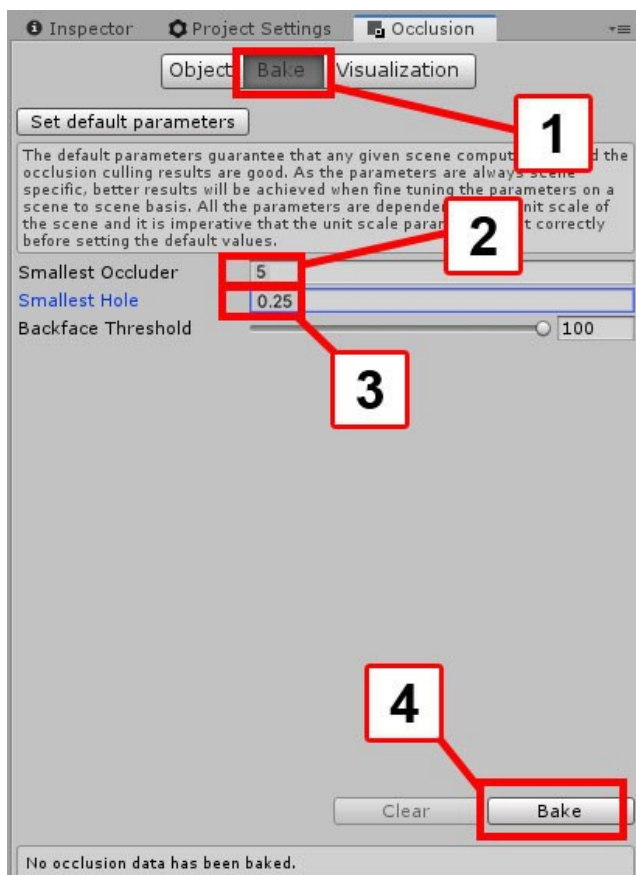 Inspector Project Settings Occlusion
Object Bake Visualization
1
Set default parameters
The default parameters guarantee that any given scene the
occlusion culling results are good. As the parameters are always scene
specific, better results will be achieved when fine tuning the parameters on a
scene to scene basis. All the parameters are unit scale of
the scene and it is imperative that the unit scale correctly
before setting the default values.
2
Smallest Occluder 5
Smallest Hole 0.25
Backface Threshold 100
3
4
Clear Bake
No occlusion data has been baked.